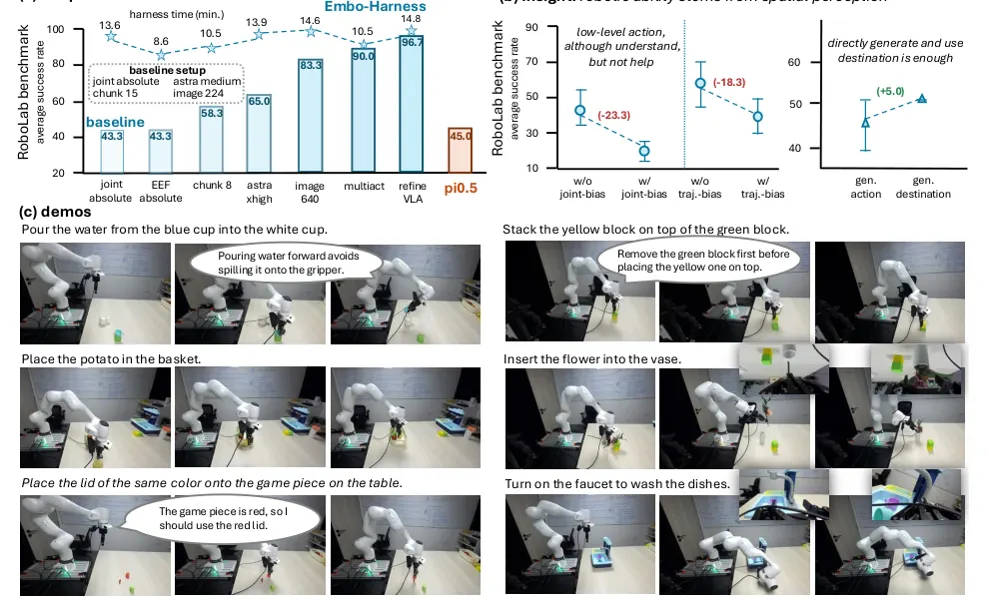 Embo-Harness
harness time (min.)
13.6
8.6
10.5
13.9
14.6
10.5
14.8
RoboLab benchmark
average success rate
100
80
60
40
20
baseline setup
joint absolute astra medium
chunk 15 image 224
baseline
43.3
43.3
58.3
65.0
83.3
90.0
96.7
45.0
joint
absolute
EEF
absolute
chunk 8
astra
xhigh
image
640
multiact
refine
VLA
pi0.5
RoboLab benchmark
average success rate
90
70
50
30
10
low-level action,
although understand,
but not help
(-23.3)
(-18.3)
w/o
joint-bias
w/
joint-bias
w/o
traj.-bias
w/
traj.-bias
60
50
40
directly generate and use
destination is enough
(+5.0)
gen.
action
gen.
destination
(c) demos
Pour the water from the blue cup into the white cup.
Pouring water forward avoids
spilling it onto the gripper.
Stack the yellow block on top of the green block.
Remove the green block first before
placing the yellow one on top.
Place the potato in the basket.
Insert the flower into the vase.
Place the lid of the same color onto the game piece on the table.
The game piece is red, so I
should use the red lid.
Turn on the faucet to wash the dishes.